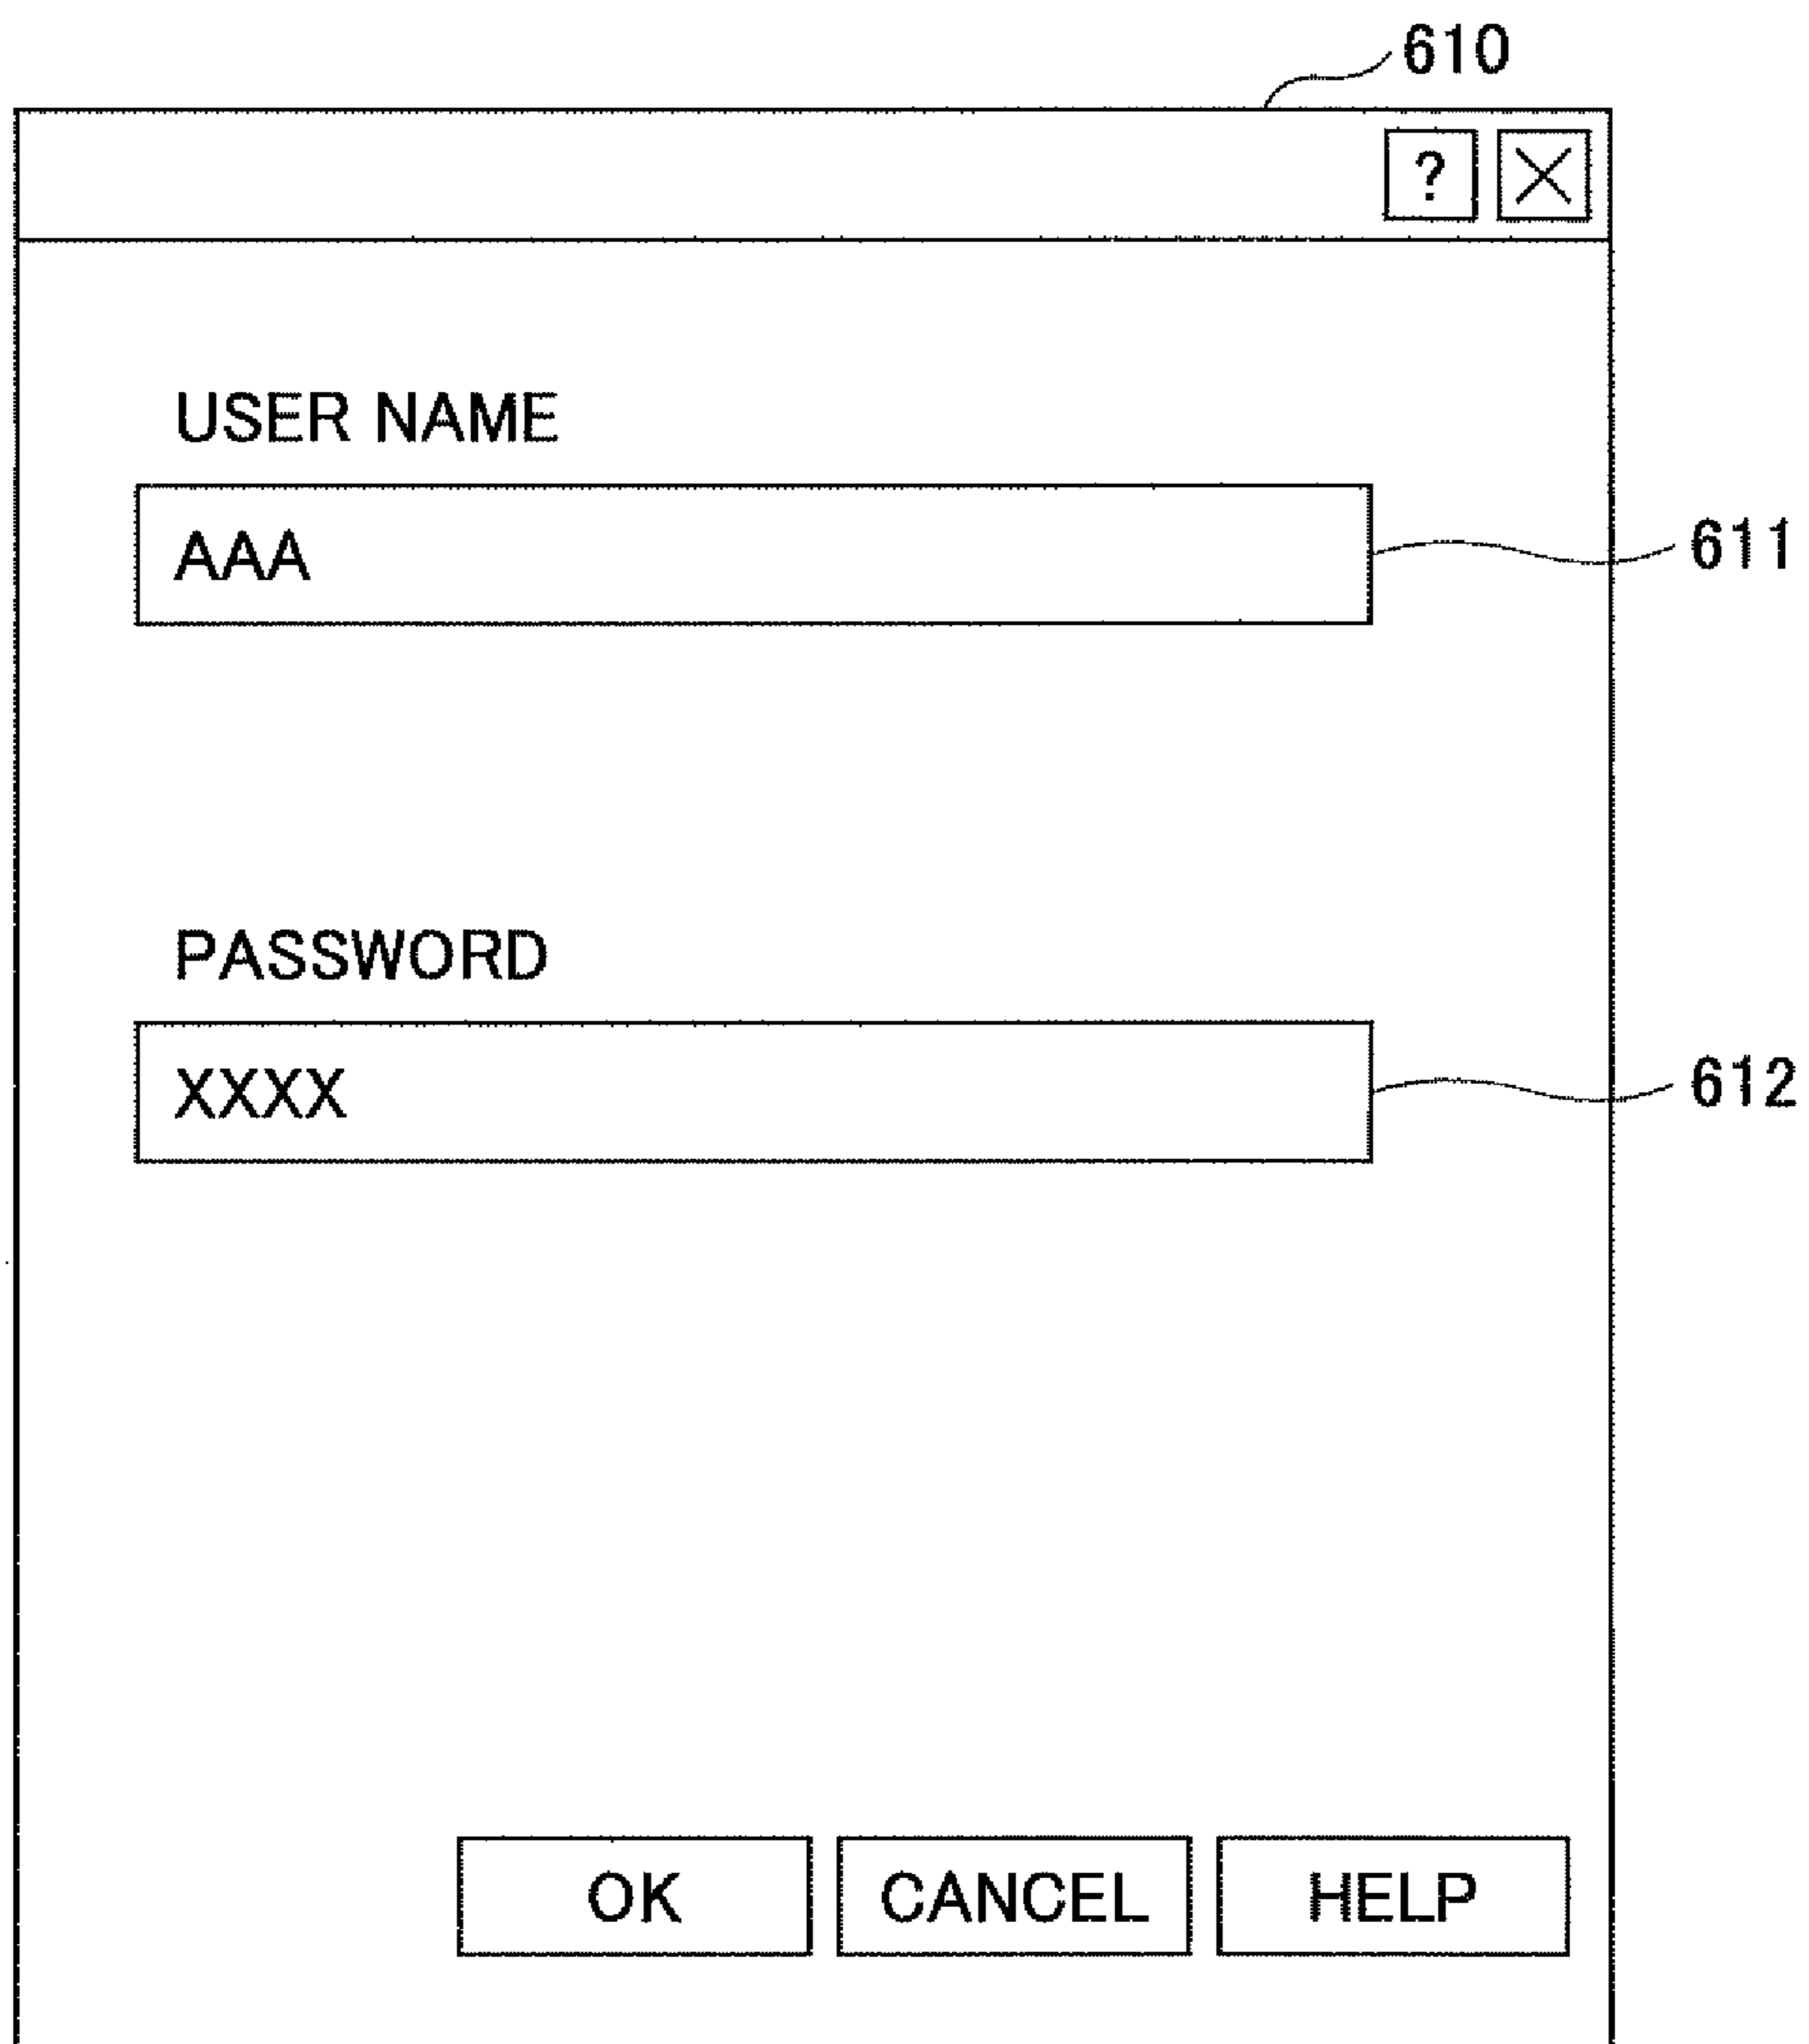 610
?
USER NAME
AAA
611
PASSWORD
XXXX
612
OK CANCEL HELP